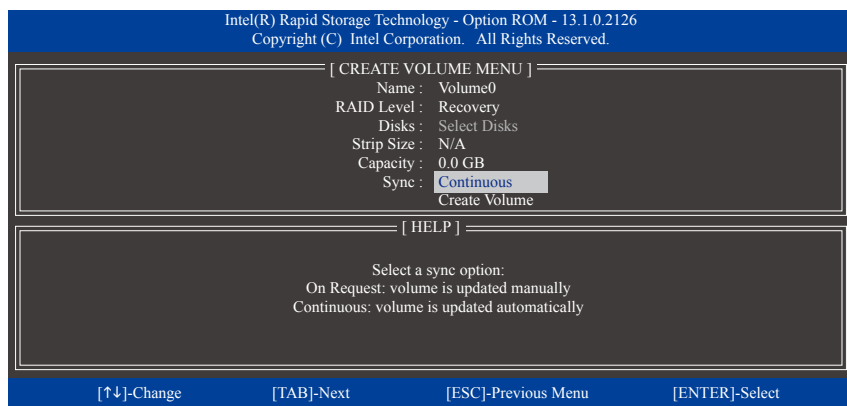 Intel(R) Rapid Storage Technology - Option ROM - 13.1.0.2126
Copyright (C) Intel Corporation. All Rights Reserved.
[ CREATE VOLUME MENU ]
Name : Volume0
RAID Level : Recovery
Disks : Select Disks
Strip Size : N/A
Capacity : 0.0 GB
Sync : Continuous
Create Volume
[ HELP ]
Select a sync option:
On Request: volume is updated manually
Continuous: volume is updated automatically
[↑↓]-Change [TAB]-Next [ESC]-Previous Menu [ENTER]-Select